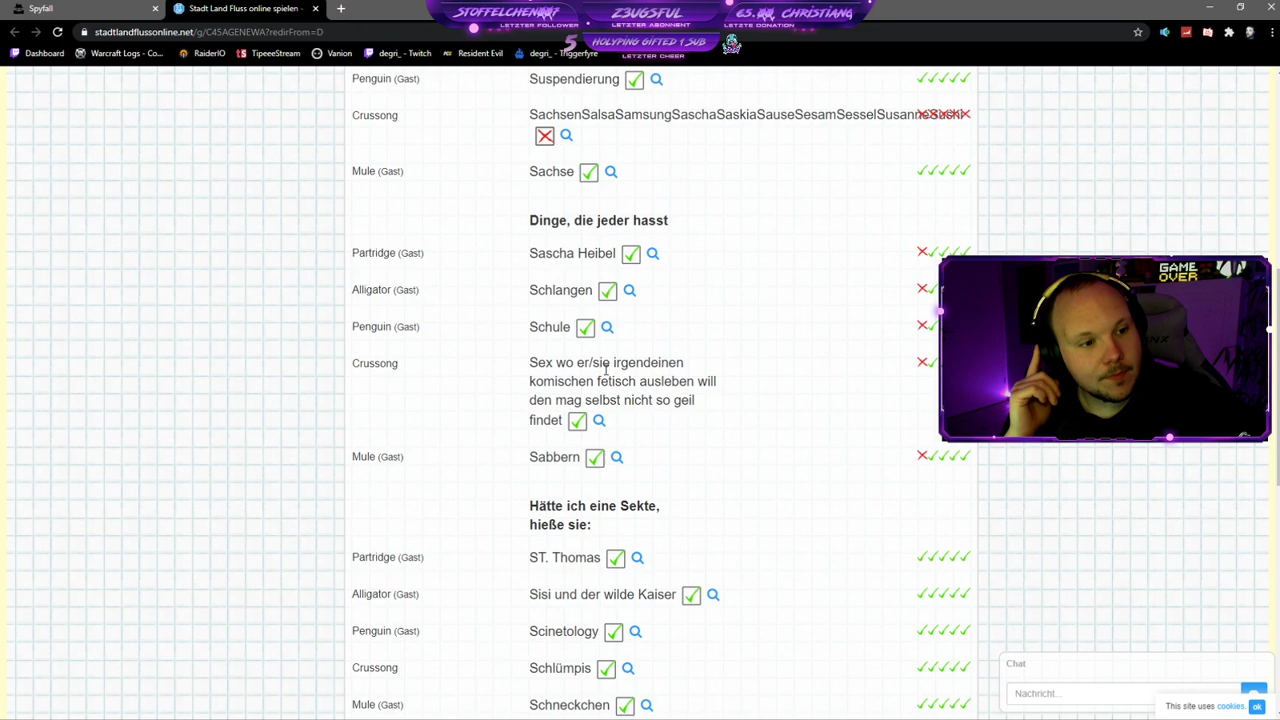 Spyfall
Stad Land Fluss online spielen -
STOFFELCHEN07
LETZTER FOLLOWER
Z3UGSFUL
LETZTER ABONNENT
LETZTE DONATION
5
HOLYPING GIFTED 1 SUB
LETZTER CHEER
stadtlandflussonline.net/g/C45AGENEWA?redirFrom=D
Dashboard
Warcraft Logs - Co...
RaiderIO
TipeeeStream
Vanion
degri_ - Twitch
Resident Evil
degri_ - Triggerfyre
Penguin (Gast) Suspendierung
Crussong
Mule (Gast) Sachse
Dinge, die jeder hasst
Partridge (Gast) Sascha Heibel
Alligator (Gast) Schlangen
Penguin (Gast) Schule
Crussong Sex wo er/sie irgendeinen
komischen fetisch ausleben will
den mag selbst nicht so geil
findet
Mule (Gast) Sabbern
Hätte ich eine Sekte,
hieße sie:
Partridge (Gast) ST. Thomas
Alligator (Gast) Sisi und der wilde Kaiser
Penguin (Gast) Scinetology
Crussong Schlümpis
Mule (Gast) Schneckchen
GAME
OVER
Chat
Nachricht...
This site uses cookies. ok